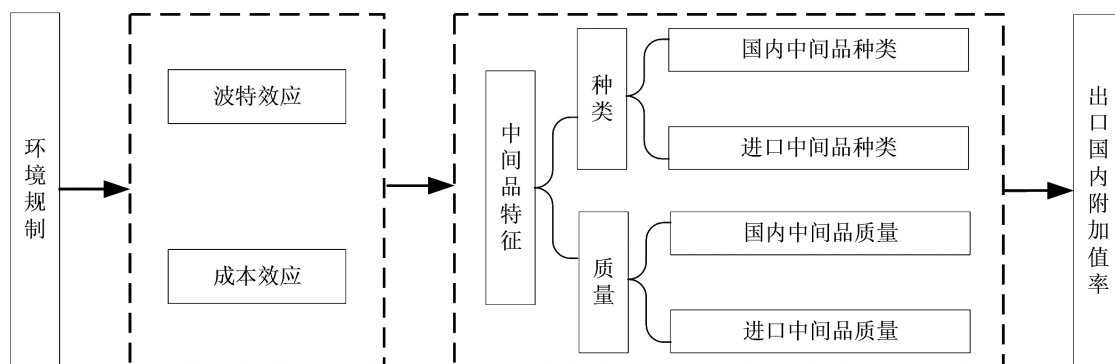 环境规制
波特效应
成本效应
中间品特征
种类
国内中间品种类
进口中间品种类
质量
国内中间品质量
进口中间品质量
出口国内附加值率